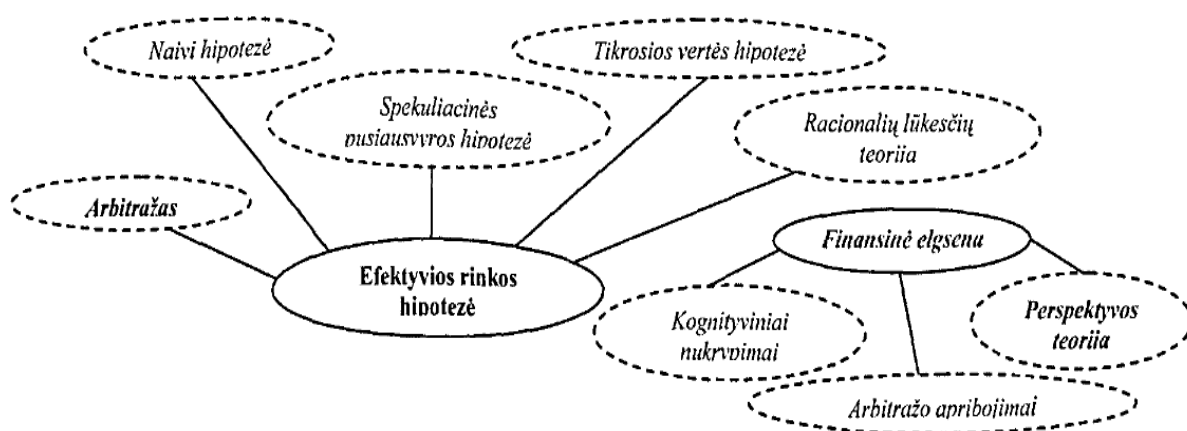 Naivi hipotezė
Tikrosios vertės hipotezė
Spekuliacinės
pusiausvyros hipotezė
Racionalių lūkesčių
teorija
Arbitražas
Efektyvios rinkos
hipotezė
Finansinė elgsena
Kognityviniai
nukrypimai
Perspektyvos
teorija
Arbitražo apribojimai